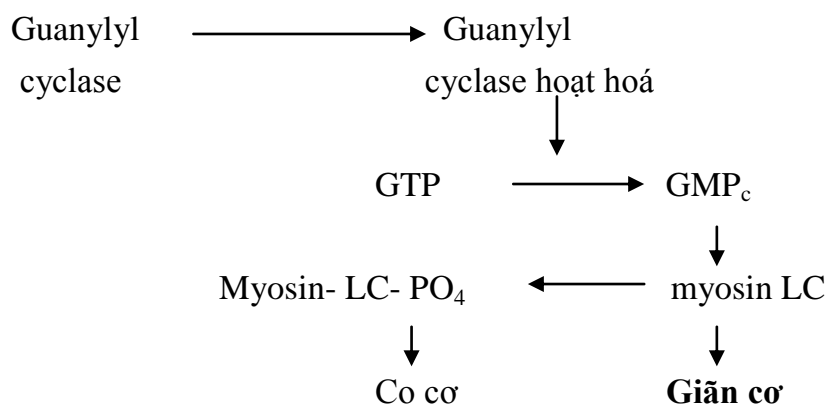 Guanylyl Guanylyl
cyclase cyclase hoạt hoá
GTP GMPc
Myosin- LC- PO4 myosin LC
Co cơ Giãn cơ